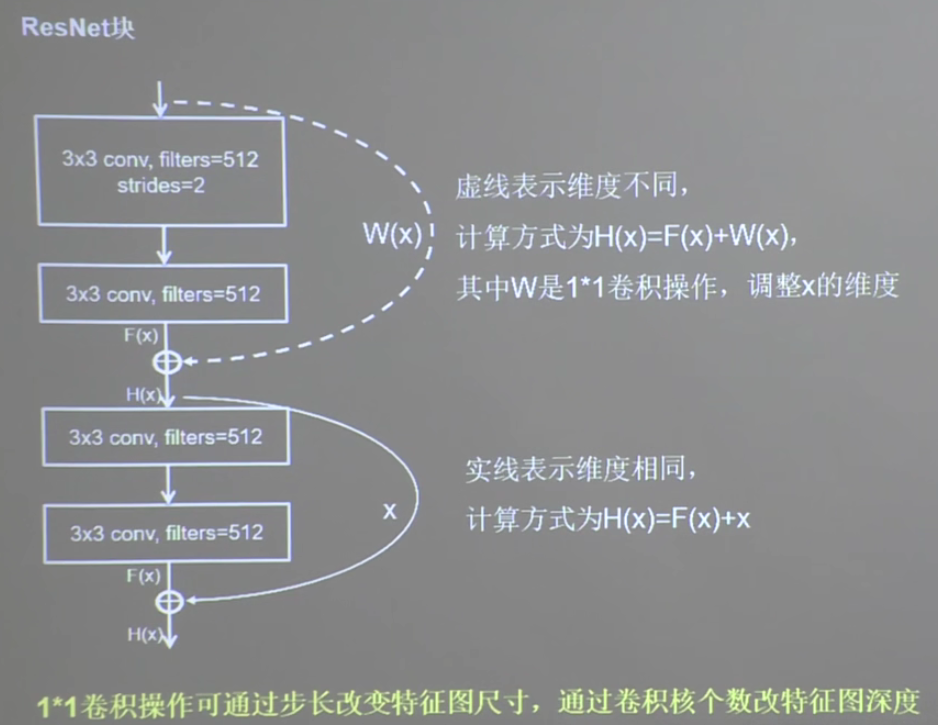 ResNet块
3x3 conv, filters=512
strides=2
W(x)
虚线表示维度不同，
计算方式为H(x)=F(x)+W(x)，
其中W是1*1卷积操作，调整x的维度
3x3 conv, filters=512
F(x)
H(x)
3x3 conv, filters=512
实线表示维度相同，
x
计算方式为H(x)=F(x)+x
3x3 conv, filters=512
F(x)
H(x)
1*1卷积操作可通过步长改变特征图尺寸，通过卷积核个数改特征图深度